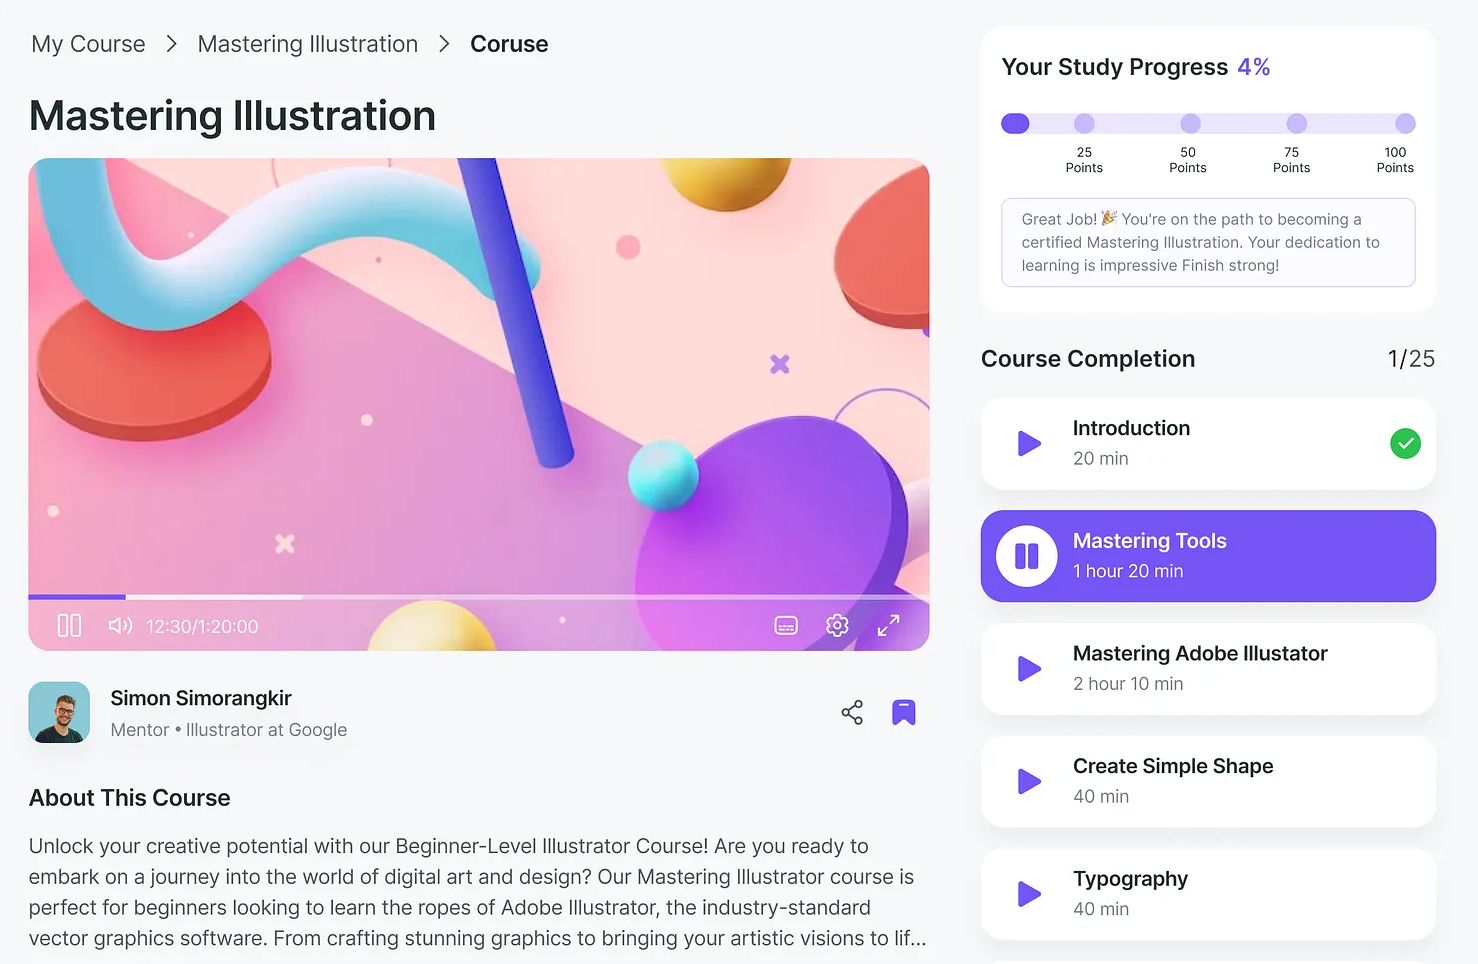 My Course > Mastering Illustration > Coruse
Mastering Illustration
12:30/1:20:00
Simon Simorangkir
Mentor • Illustrator at Google
About This Course
Unlock your creative potential with our Beginner-Level Illustrator Course! Are you ready to
embark on a journey into the world of digital art and design? Our Mastering Illustrator course is
perfect for beginners looking to learn the ropes of Adobe Illustrator, the industry-standard
vector graphics software. From crafting stunning graphics to bringing your artistic visions to lif...
Your Study Progress 4%
25 50 75 100
Points Points Points Points
Great Job! 🎉 You're on the path to becoming a
certified Mastering Illustration. Your dedication to
learning is impressive Finish strong!
Course Completion 1/25
Introduction
20 min
Mastering Tools
1 hour 20 min
Mastering Adobe Illustator
2 hour 10 min
Create Simple Shape
40 min
Typography
40 min